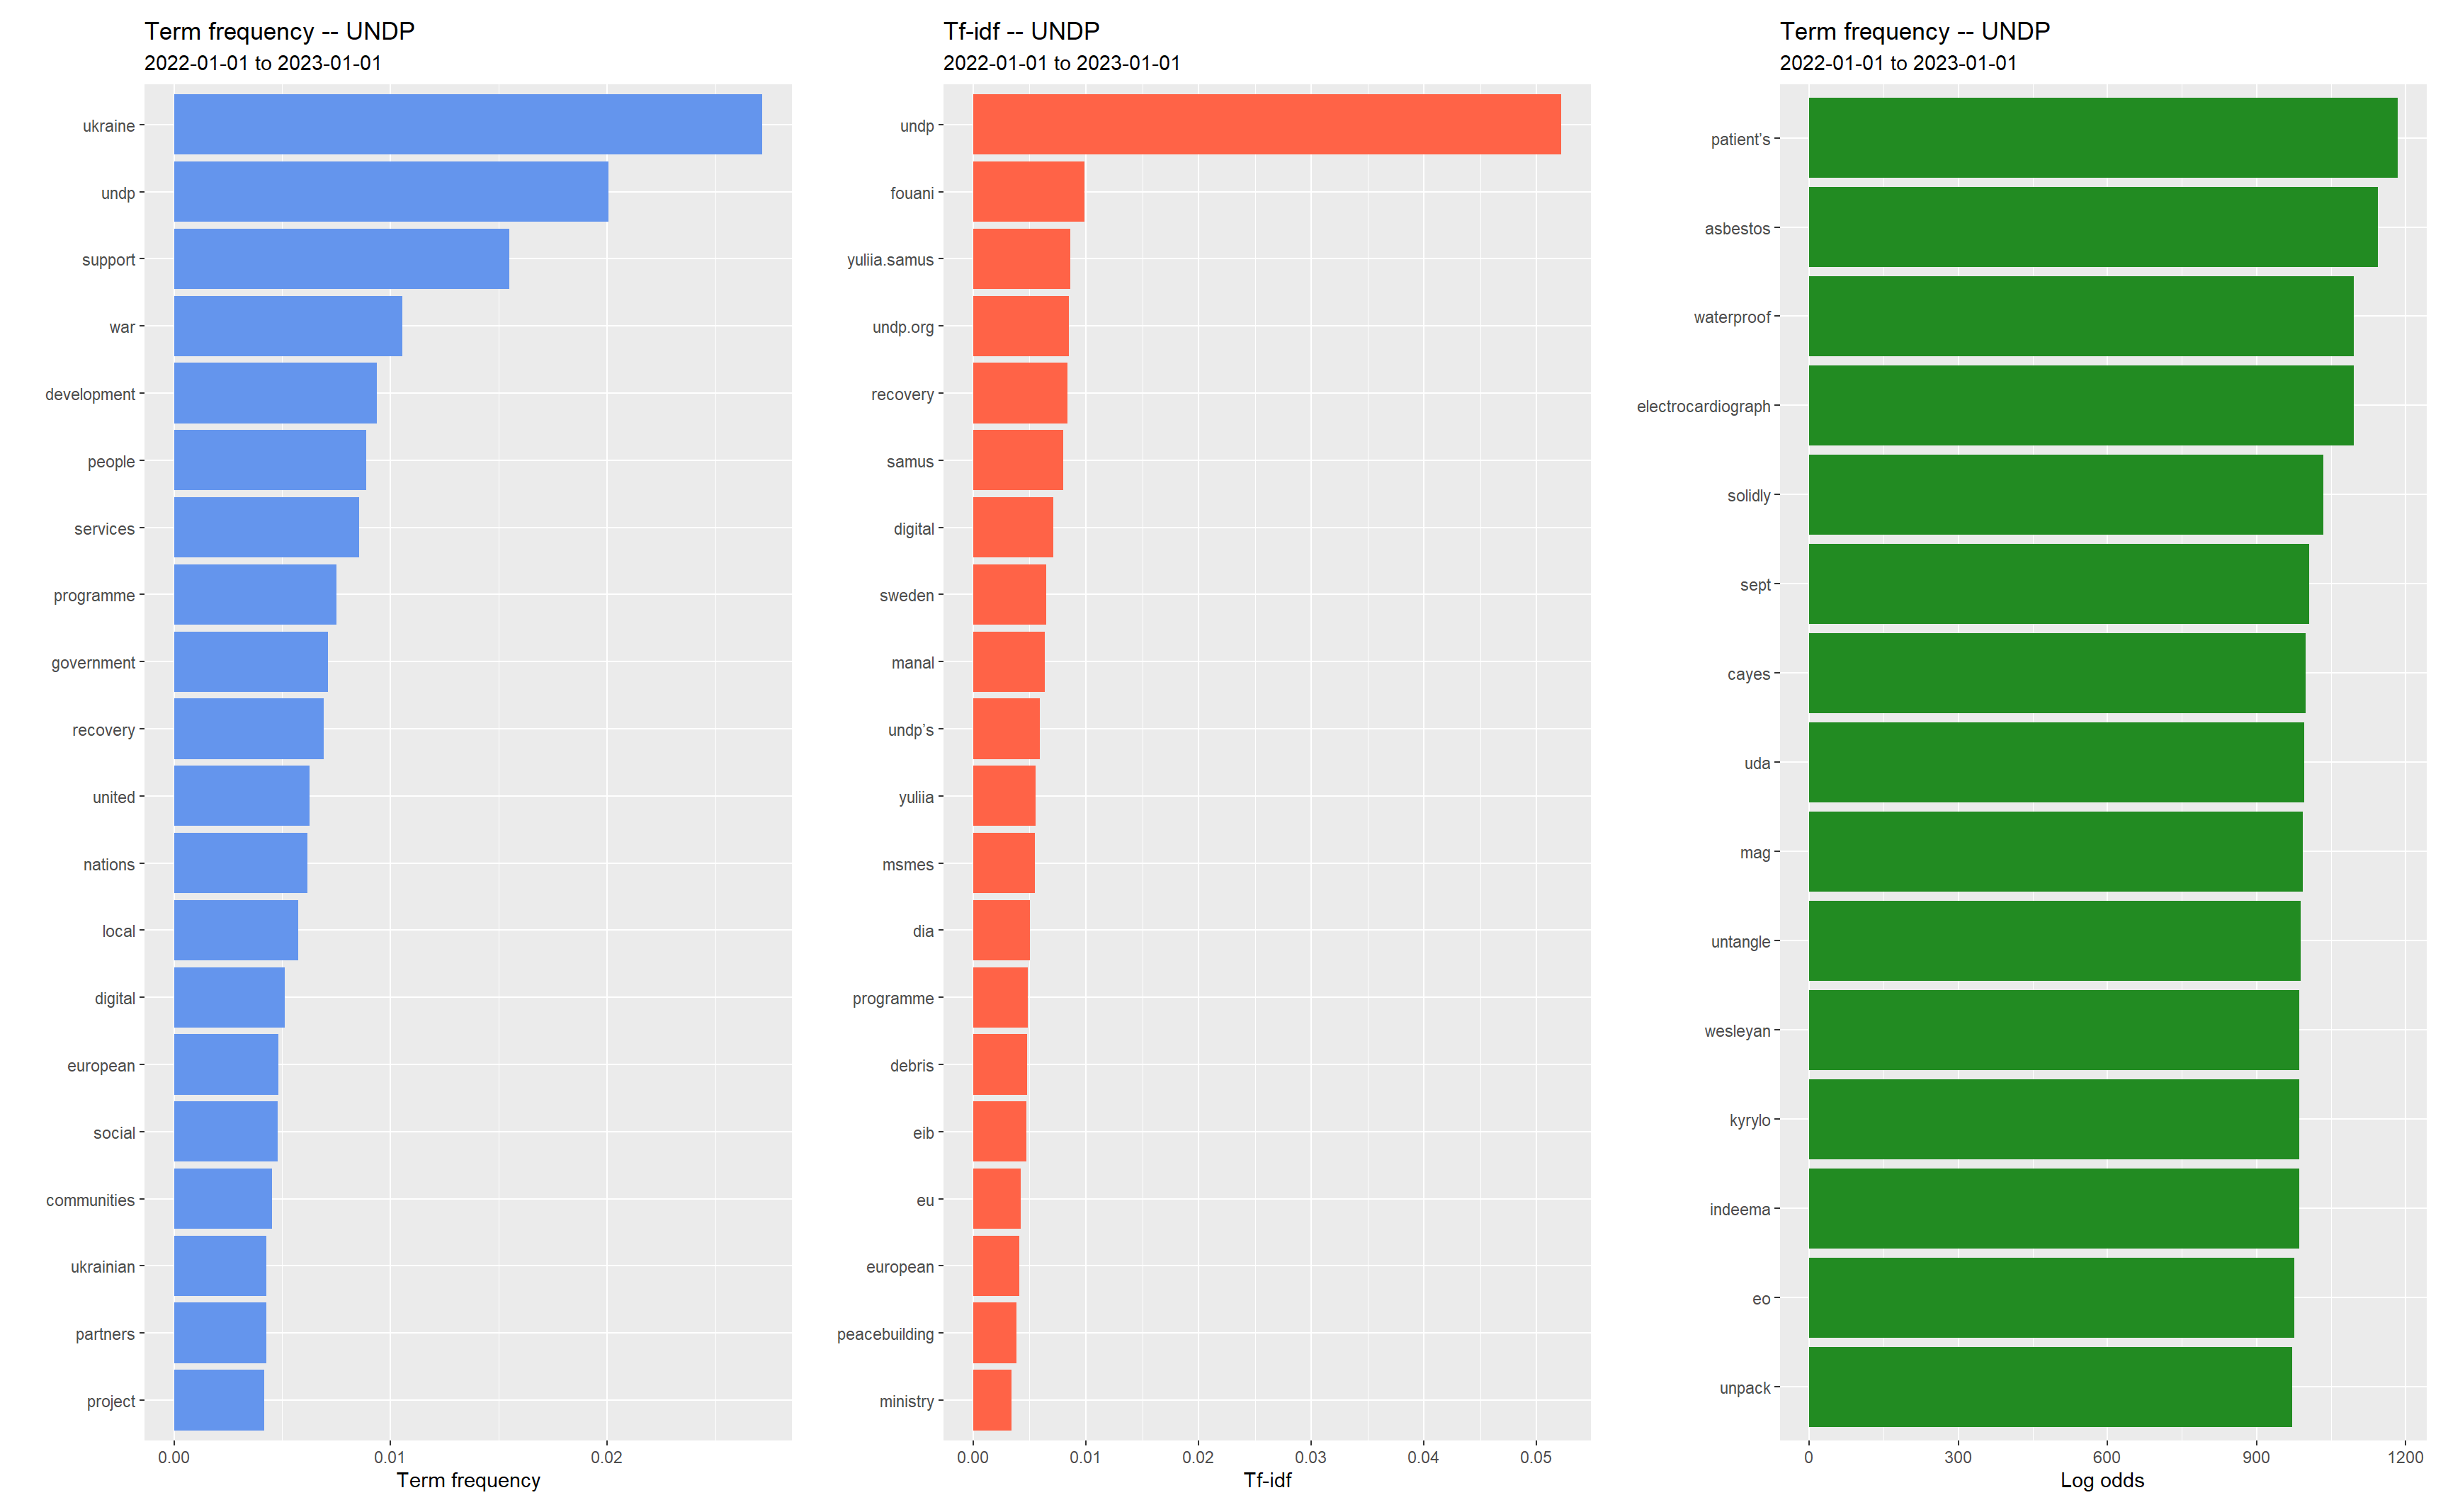 Term frequency -- UNDP
2022-01-01 to 2023-01-01
ukraine
undp
support
war
development
people
services
programme
government
recovery
united
nations
local
digital
european
social
communities
ukrainian
partners
project
0.00 0.01 0.02
Term frequency
Tf-idf -- UNDP
2022-01-01 to 2023-01-01
undp
fouani
yuliia.samus
undp.org
recovery
samus
digital
sweden
manal
undp’s
yuliia
msmes
dia
programme
debris
eib
eu
european
peacebuilding
ministry
0.00 0.01 0.02 0.03 0.04 0.05
Tf-idf
Term frequency -- UNDP
2022-01-01 to 2023-01-01
patient’s
asbestos
waterproof
electrocardiograph
solidly
sept
cayes
uda
mag
untangle
wesleyan
kyrylo
indeema
eo
unpack
0 300 600 900 1200
Log odds